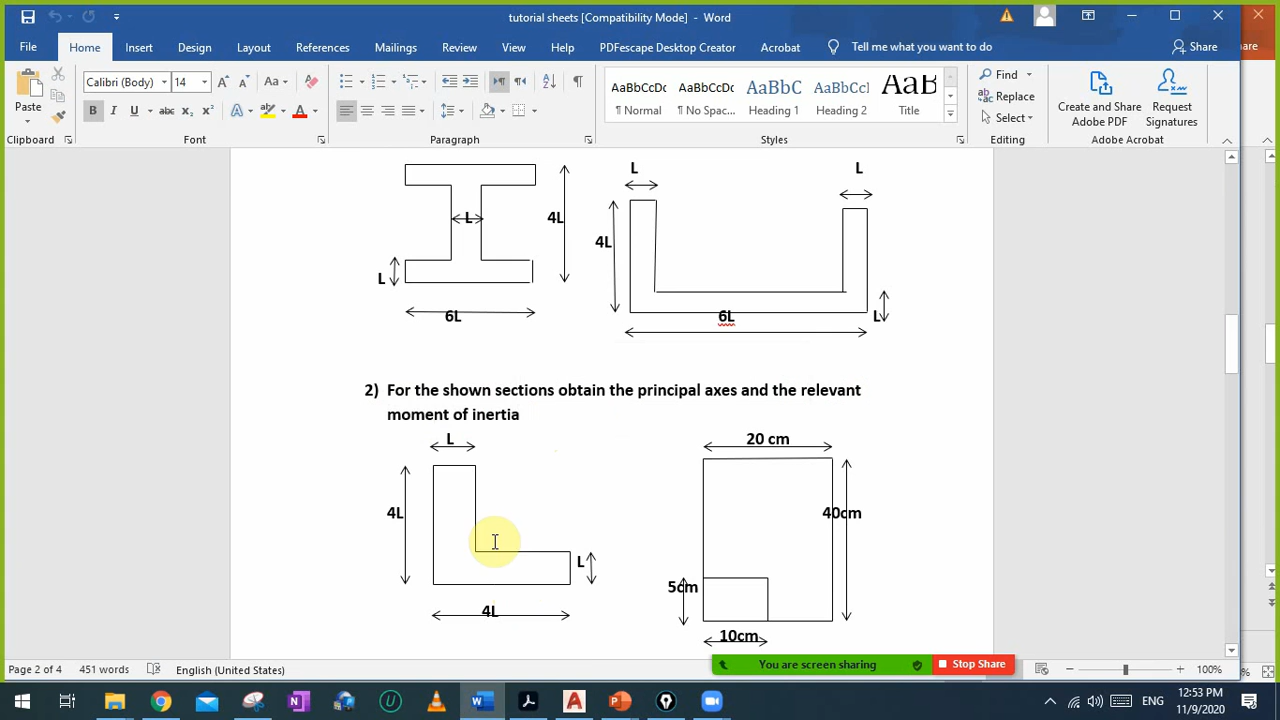 tutorial sheets [Compatibility Mode] - Word
File Home Insert Design Layout References Mailings Review View Help PDFescape Desktop Creator Acrobat Tell me what you want to do Share
are
Calibri (Body) 14
Paste
AaBbCcDc AaBbCcDc AaBbC AaBbCcl AaB
¶ Normal ¶ No Spac... Heading 1 Heading 2 Title
Find
Replace
Select
Create and Share Adobe PDF
Request Signatures
Clipboard Font Paragraph Styles Editing Adobe Acrobat
L L
L 4L 4L
L
6L 6L L
2) For the shown sections obtain the principal axes and the relevant
moment of inertia
L 20 cm
4L 40cm
L 5cm
4L 10cm
Page 2 of 4 451 words English (United States) You are screen sharing Stop Share 100%
ENG 12:53 PM
11/9/2020